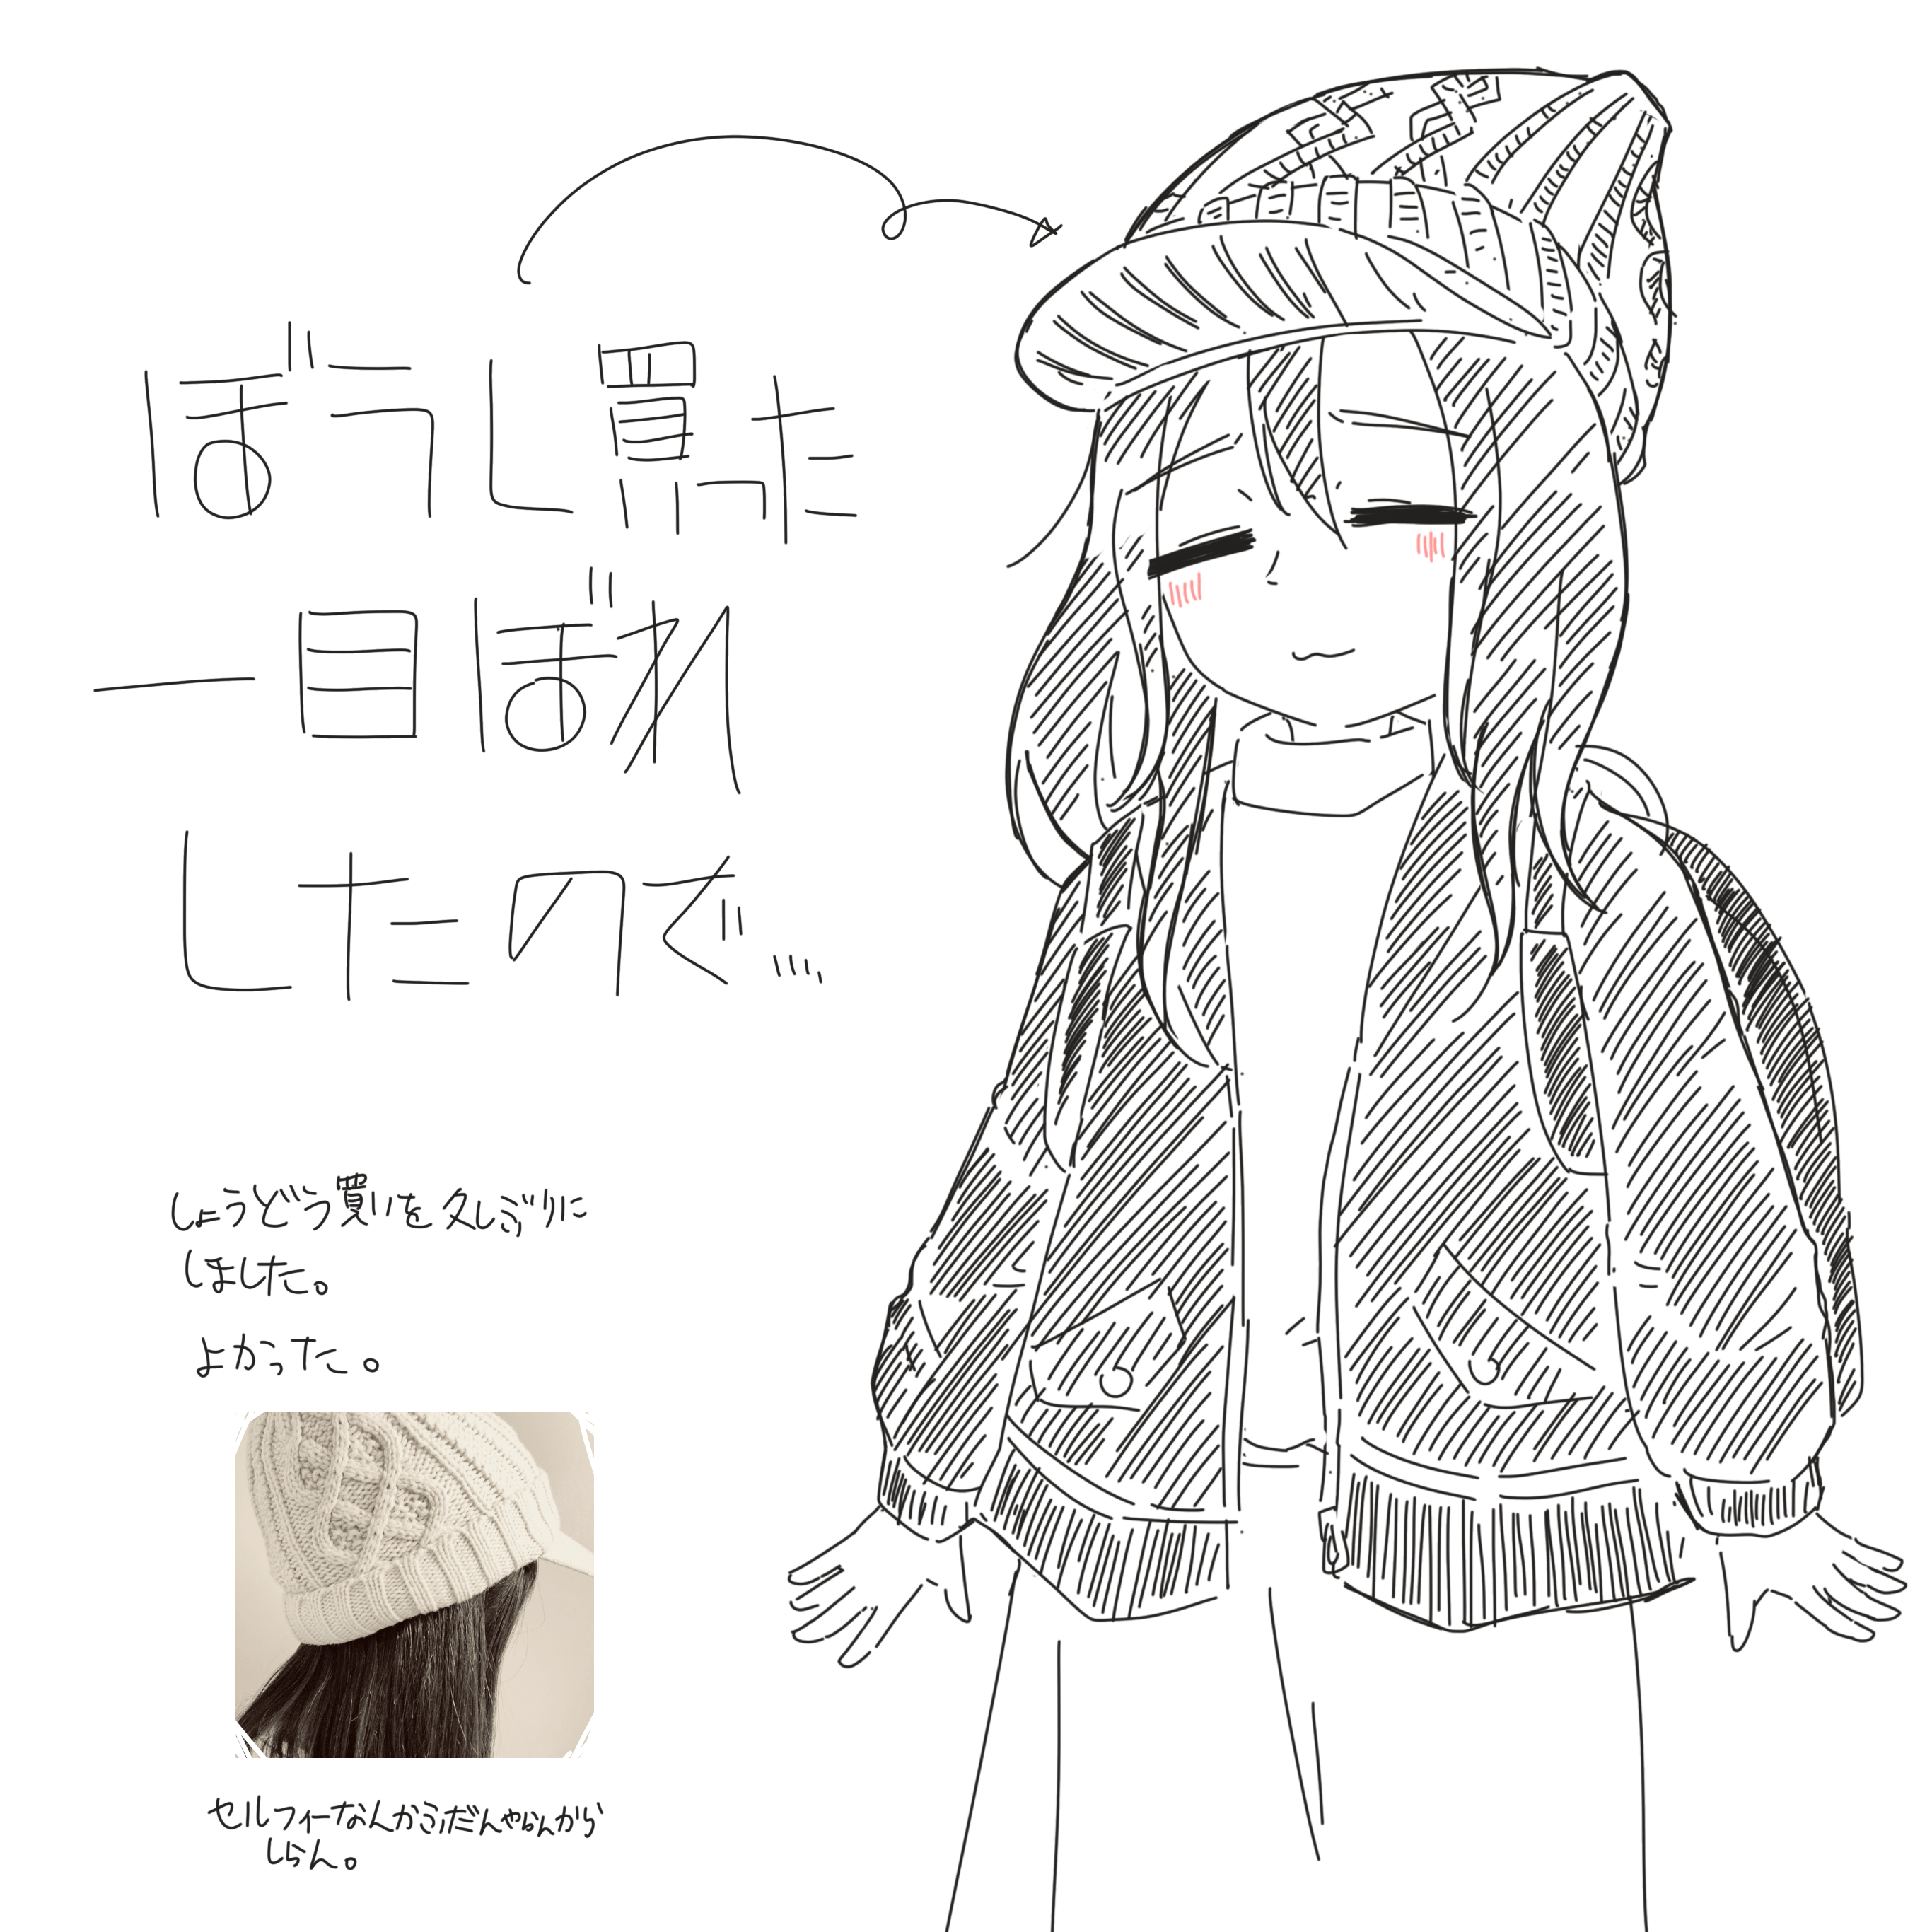 ぼうし買った
一目ぼれ
したので…
しょうどう買いを久しぶりに
しました。
よかった。
セルフィーなんかふだんやらんから
しらん。